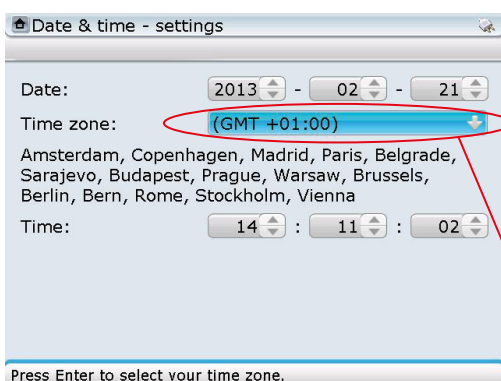 Date & time - settings
Date: 2013 - 02 - 21
Time zone: (GMT +01:00)
Amsterdam, Copenhagen, Madrid, Paris, Belgrade,
Sarajevo, Budapest, Prague, Warsaw, Brussels,
Berlin, Bern, Rome, Stockholm, Vienna
Time: 14 : 11 : 02
Press Enter to select your time zone.